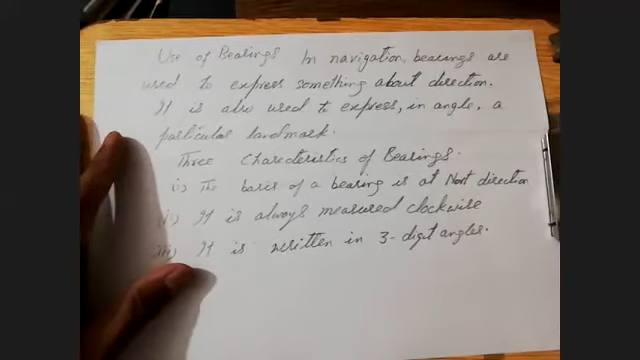 Use of Bearings In navigation, bearings are
used to express something about direction.
It is also used to express, in angle, a
particular landmark.
Three Characteristics of Bearings.
i) The basis of a bearing is at Nort direction
ii) It is always measured clockwise
iii) It is written in 3-digit angles.